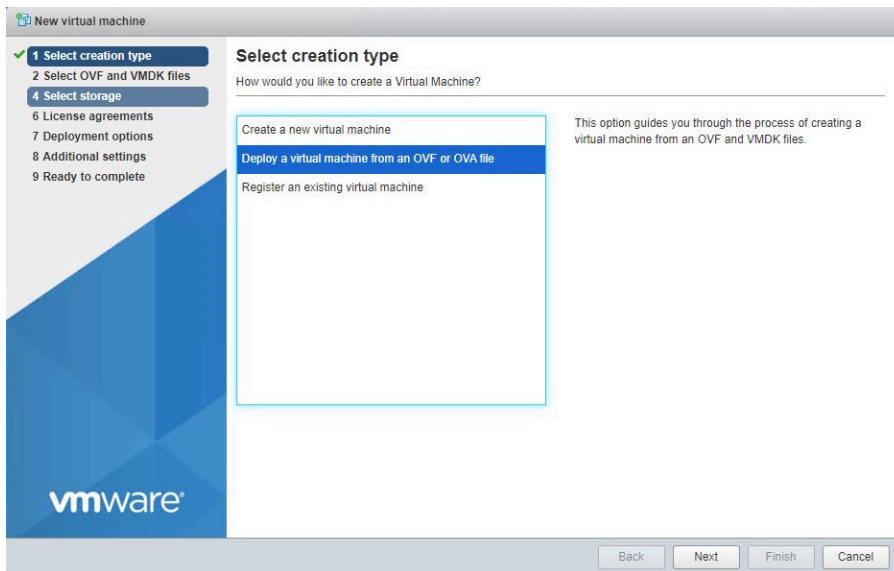 New virtual machine
1 Select creation type
2 Select OVF and VMDK files
4 Select storage
6 License agreements
7 Deployment options
8 Additional settings
9 Ready to complete
Select creation type
How would you like to create a Virtual Machine?
Create a new virtual machine
Deploy a virtual machine from an OVF or OVA file
Register an existing virtual machine
This option guides you through the process of creating a
virtual machine from an OVF and VMDK files.
vmware®
Back Next Finish Cancel